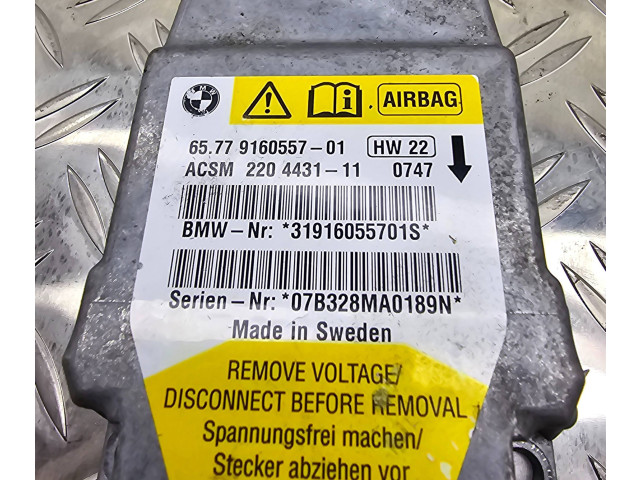 BMW
AIRBAG
65.77 9160557-01 HW 22
ACSM 220 4431-11 0747
BMW-Nr: *31916055701S*
Serien-Nr: *07B328MA0189N*
Made in Sweden
REMOVE VOLTAGE/
DISCONNECT BEFORE REMOVAL
Spannungsfrei machen/
Stecker abziehen vor